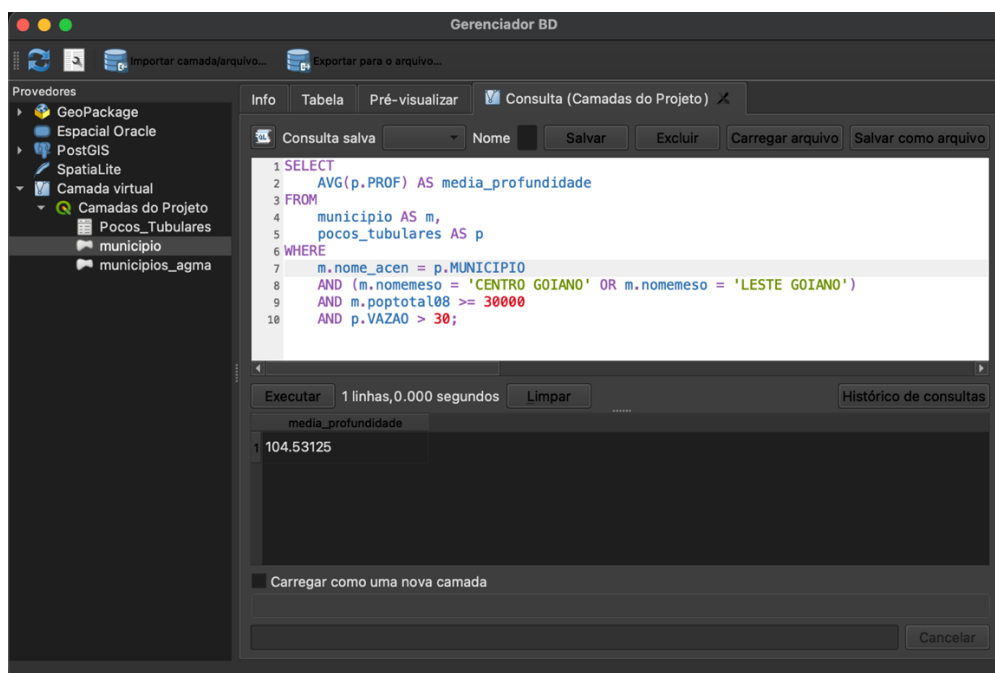 Gerenciador BD
Importar camada/arquivo... Exportar para o arquivo...
Provedores
GeoPackage
Espacial Oracle
PostGIS
SpatiaLite
Camada virtual
Camadas do Projeto
Pocos_Tubulares
municipio
municipios_agma
Info Tabela Pré-visualizar Consulta (Camadas do Projeto)
Consulta salva Nome Salvar Excluir Carregar arquivo Salvar como arquivo
1 SELECT
2 AVG(p.PROF) AS media_profundidade
3 FROM
4 municipio AS m,
5 pocos_tubulares AS p
6 WHERE
7 m.nome_acen = p.MUNICIPIO
8 AND (m.nomemeso = 'CENTRO GOIANO' OR m.nomemeso = 'LESTE GOIANO')
9 AND m.poptotal08 >= 30000
10 AND p.VAZAO > 30;
Executar 1 linhas,0.000 segundos Limpar Histórico de consultas
media_profundidade
1 104.53125
Carregar como uma nova camada
Cancelar